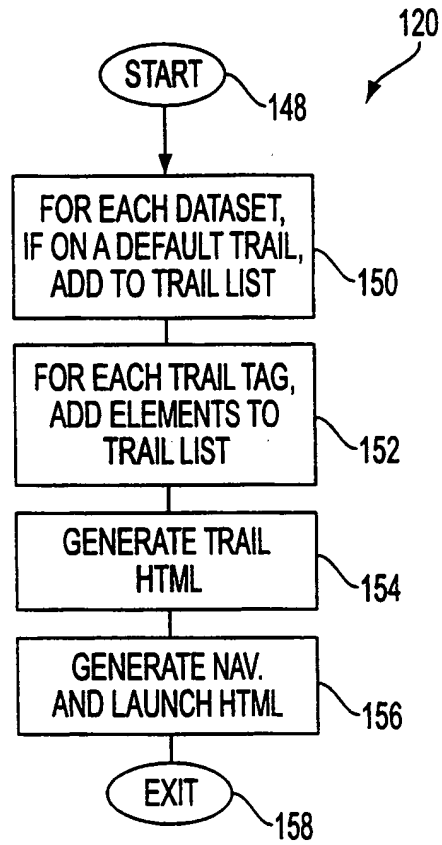 120
START
148
FOR EACH DATASET,
IF ON A DEFAULT TRAIL,
ADD TO TRAIL LIST
150
FOR EACH TRAIL TAG,
ADD ELEMENTS TO
TRAIL LIST
152
GENERATE TRAIL
HTML
154
GENERATE NAV.
AND LAUNCH HTML
156
EXIT
158